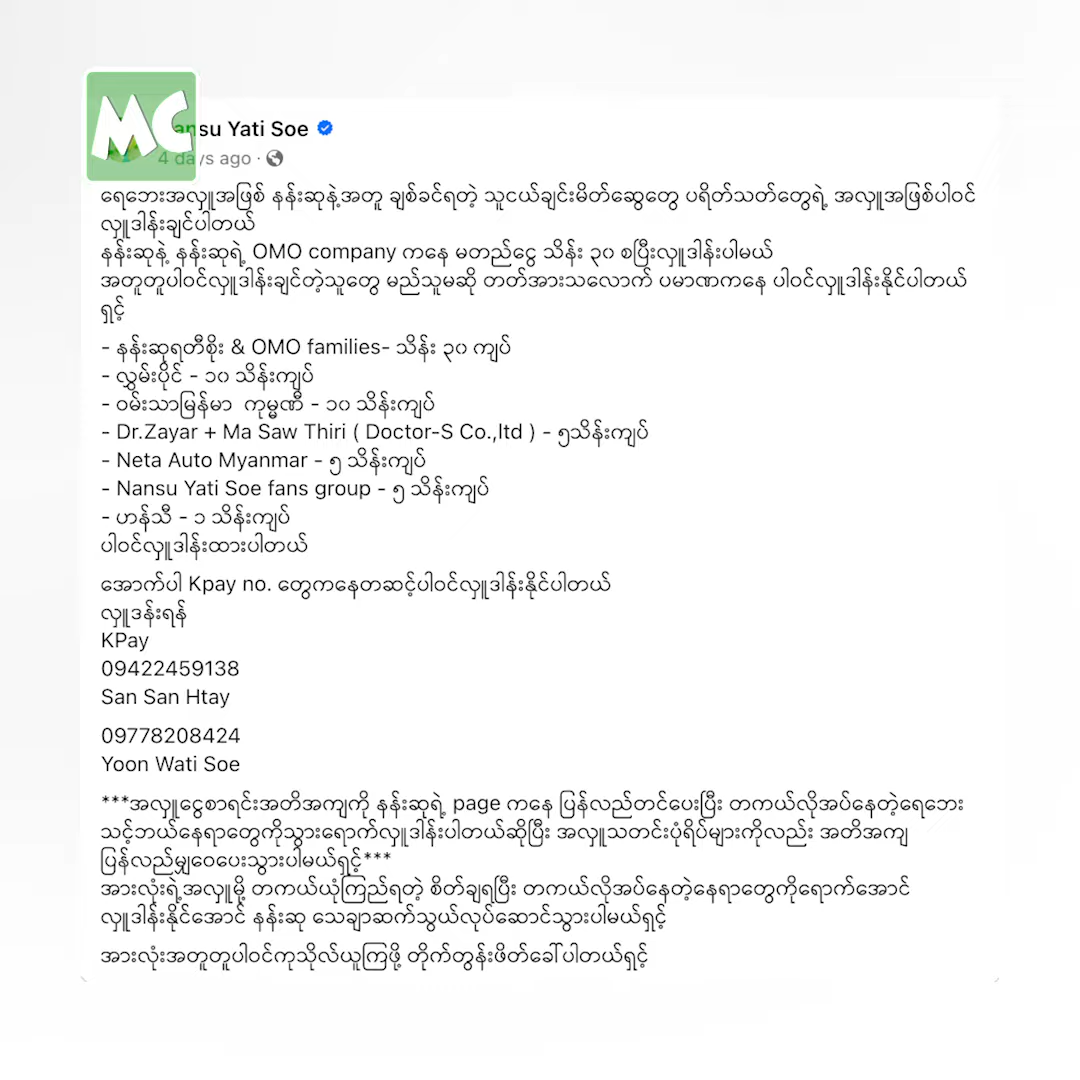 MC
ansu Yati Soe
4 days ago ·
ရေဘေးအလှူအဖြစ် နန်းဆုနဲ့အတူ ချစ်ခင်ရတဲ့ သူငယ်ချင်းမိတ်ဆွေတွေ ပရိတ်သတ်တွေရဲ့ အလှူအဖြစ်ပါဝင်
လှူဒါန်းချင်ပါတယ်
နန်းဆုနဲ့ နန်းဆုရဲ့ OMO company ကနေ မတည်ငွေ သိန်း ၃၀ စပြီးလှူဒါန်းပါမယ်
အတူတူပါဝင်လှူဒါန်းချင်တဲ့သူတွေ မည်သူမဆို တတ်အားသလောက် ပမာဏကနေ ပါဝင်လှူဒါန်းနိုင်ပါတယ်
ရှင့်
- နန်းဆုရတီစိုး & OMO families- သိန်း ၃၀ ကျပ်
- လွှမ်းပိုင် - ၁၀ သိန်းကျပ်
- ဝမ်းသာမြန်မာ ကုမ္မဏီ - ၁၀ သိန်းကျပ်
- Dr.Zayar + Ma Saw Thiri ( Doctor-S Co.,ltd ) - ၅သိန်းကျပ်
- Neta Auto Myanmar - ၅ သိန်းကျပ်
- Nansu Yati Soe fans group - ၅ သိန်းကျပ်
- ဟန်သီ - ၁ သိန်းကျပ်
ပါဝင်လှူဒါန်းထားပါတယ်
အောက်ပါ Kpay no. တွေကနေတဆင့်ပါဝင်လှူဒါန်းနိုင်ပါတယ်
လှူဒန်းရန်
KPay
09422459138
San San Htay
09778208424
Yoon Wati Soe
***အလှူငွေစာရင်းအတိအကျကို နန်းဆုရဲ့ page ကနေ ပြန်လည်တင်ပေးပြီး တကယ်လိုအပ်နေတဲ့ရေဘေး
သင့်ဘယ်နေရာတွေကိုသွားရောက်လှူဒါန်းပါတယ်ဆိုပြီး အလှူသတင်းပုံရိပ်များကိုလည်း အတိအကျ
ပြန်လည်မျှဝေပေးသွားပါမယ်ရှင့်***
အားလုံးရဲ့အလှူမို့ တကယ်ယုံကြည်ရတဲ့ စိတ်ချရပြီး တကယ်လိုအပ်နေတဲ့နေရာတွေကိုရောက်အောင်
လှူဒါန်းနိုင်အောင် နန်းဆု သေချာဆက်သွယ်လုပ်ဆောင်သွားပါမယ်ရှင့်
အားလုံးအတူတူပါဝင်ကုသိုလ်ယူကြဖို့ တိုက်တွန်းဖိတ်ခေါ်ပါတယ်ရှင့်